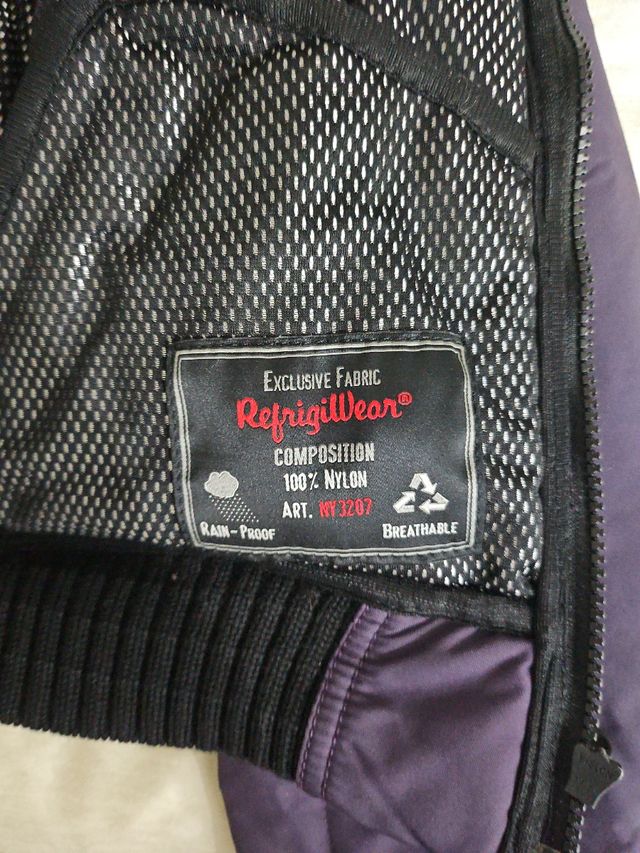 EXCLUSIVE FABRIC
RefrigiWear®
COMPOSITION
100% NYLON
ART. NY3207
RAIN-PROOF
BREATHABLE